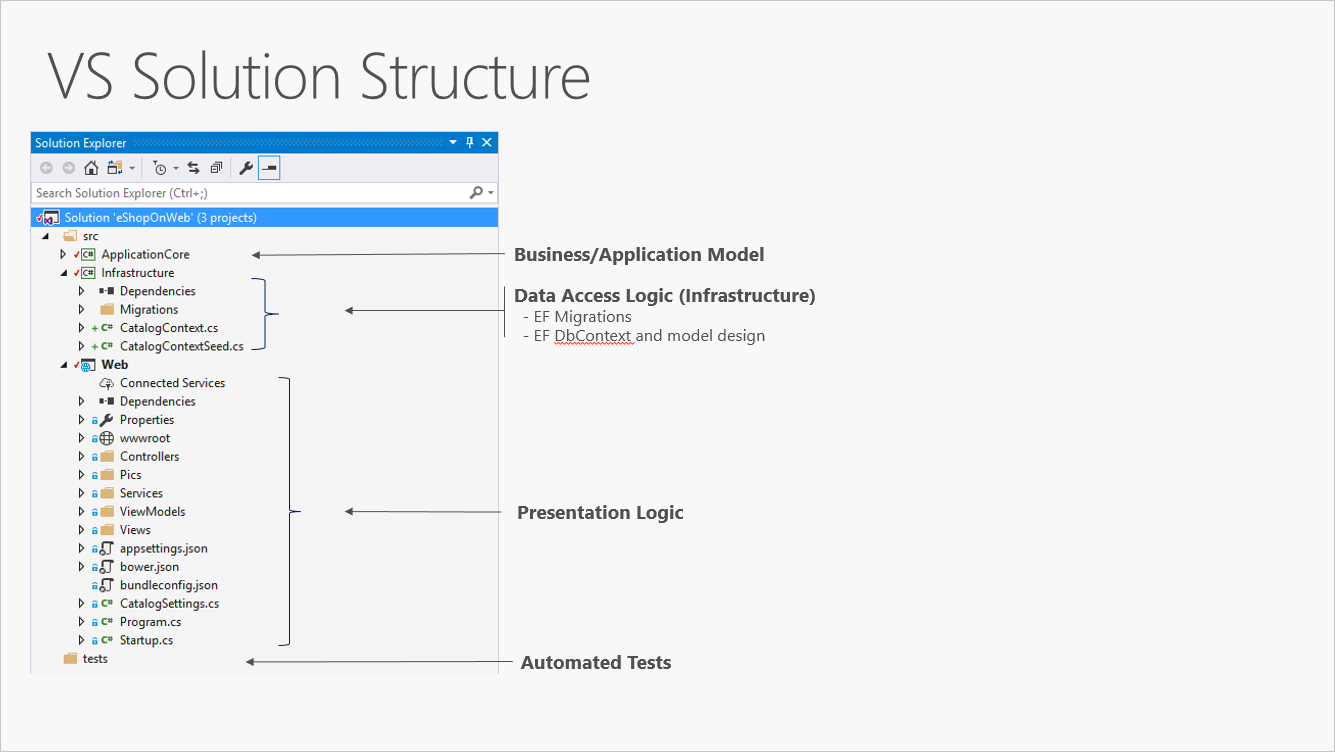 VS Solution Structure
Solution Explorer
Search Solution Explorer (Ctrl+;)
Solution 'eShopOnWeb' (3 projects)
src
C# ApplicationCore
Business/Application Model
C# Infrastructure
Dependencies
Data Access Logic (Infrastructure)
Migrations
- EF Migrations
C# CatalogContext.cs
- EF DbContext and model design
C# CatalogContextSeed.cs
Web
Connected Services
Dependencies
Properties
wwwroot
Controllers
Pics
Services
ViewModels
Presentation Logic
Views
appsettings.json
bower.json
bundleconfig.json
C# CatalogSettings.cs
C# Program.cs
C# Startup.cs
tests
Automated Tests